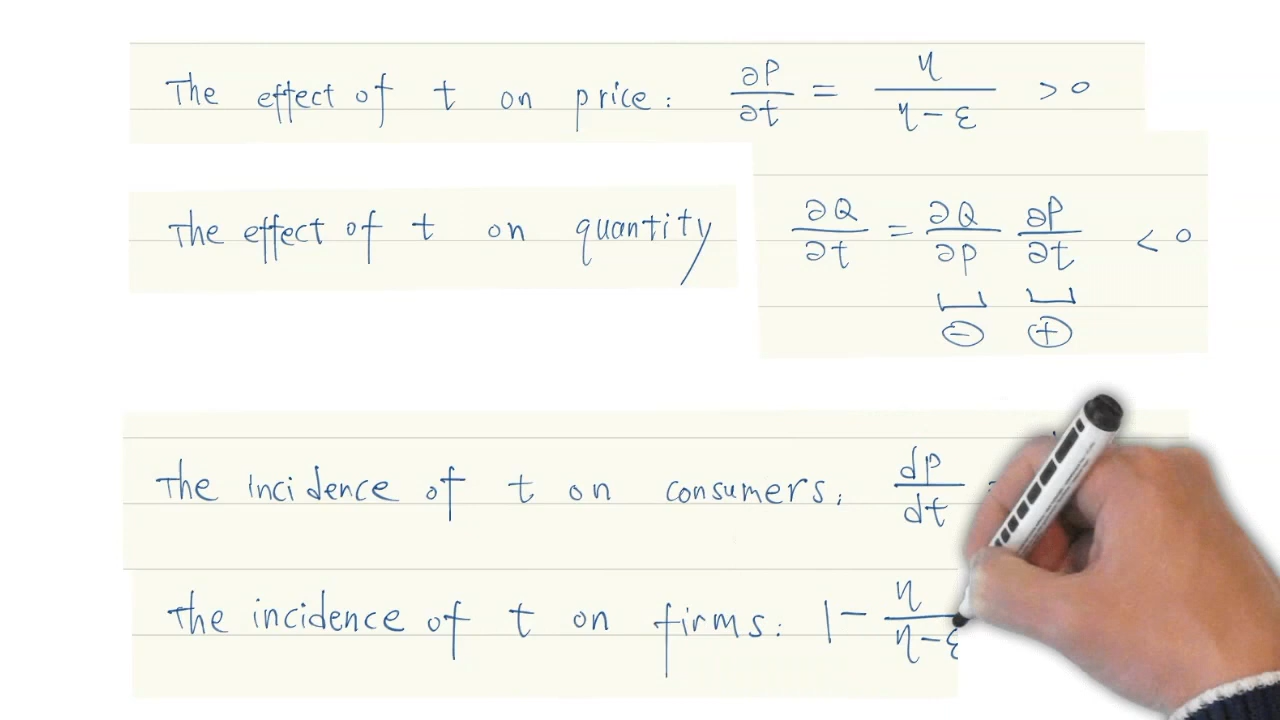 The effect of t on price: ∂P/∂t = η/(η-ε) >0
The effect of t on quantity ∂Q/∂t = ∂Q/∂p ∂P/∂t <0
⊖ ⊕
The incidence of t on consumers: dp/dt
The incidence of t on firms: 1- η/(η-ε